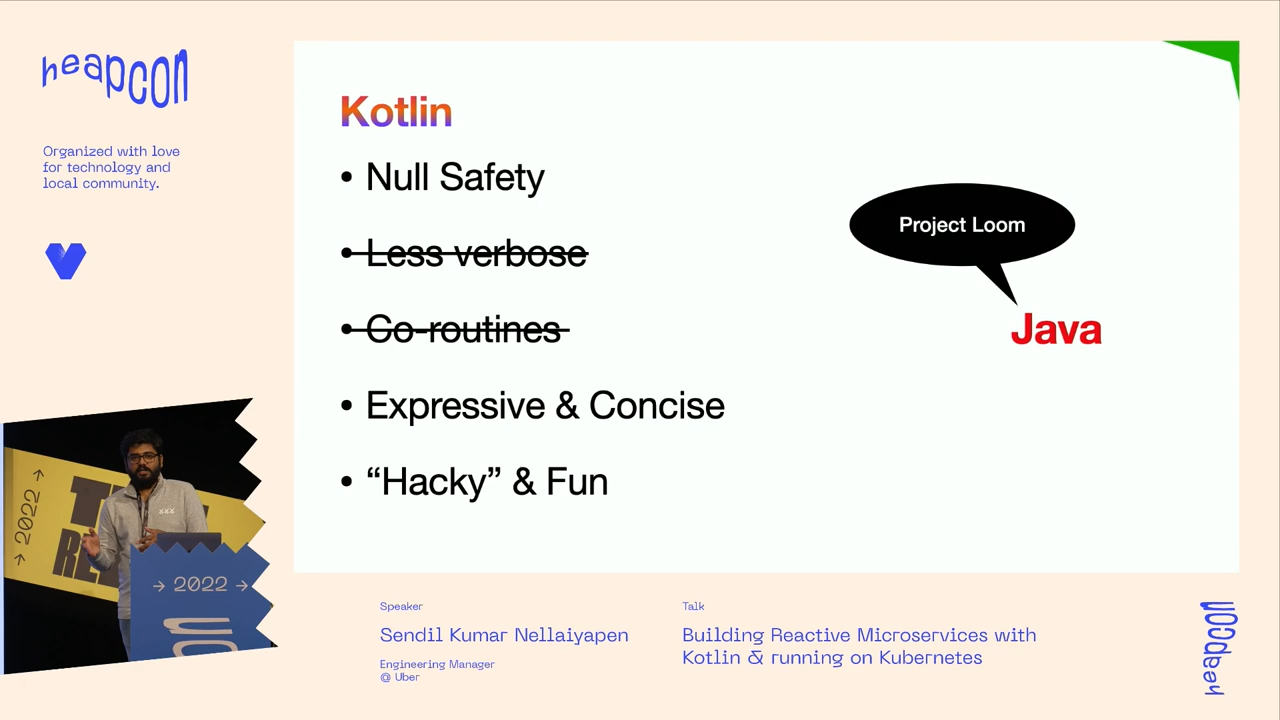 heapcon
Organized with love
for technology and
local community.
Kotlin
• Null Safety
• Less verbose
• Co-routines
• Expressive & Concise
• “Hacky” & Fun
Project Loom
Java
→ 2022 →
→ 2022 →
Speaker
Sendil Kumar Nellaiyapen
Engineering Manager
@ Uber
Talk
Building Reactive Microservices with
Kotlin & running on Kubernetes
heapcon